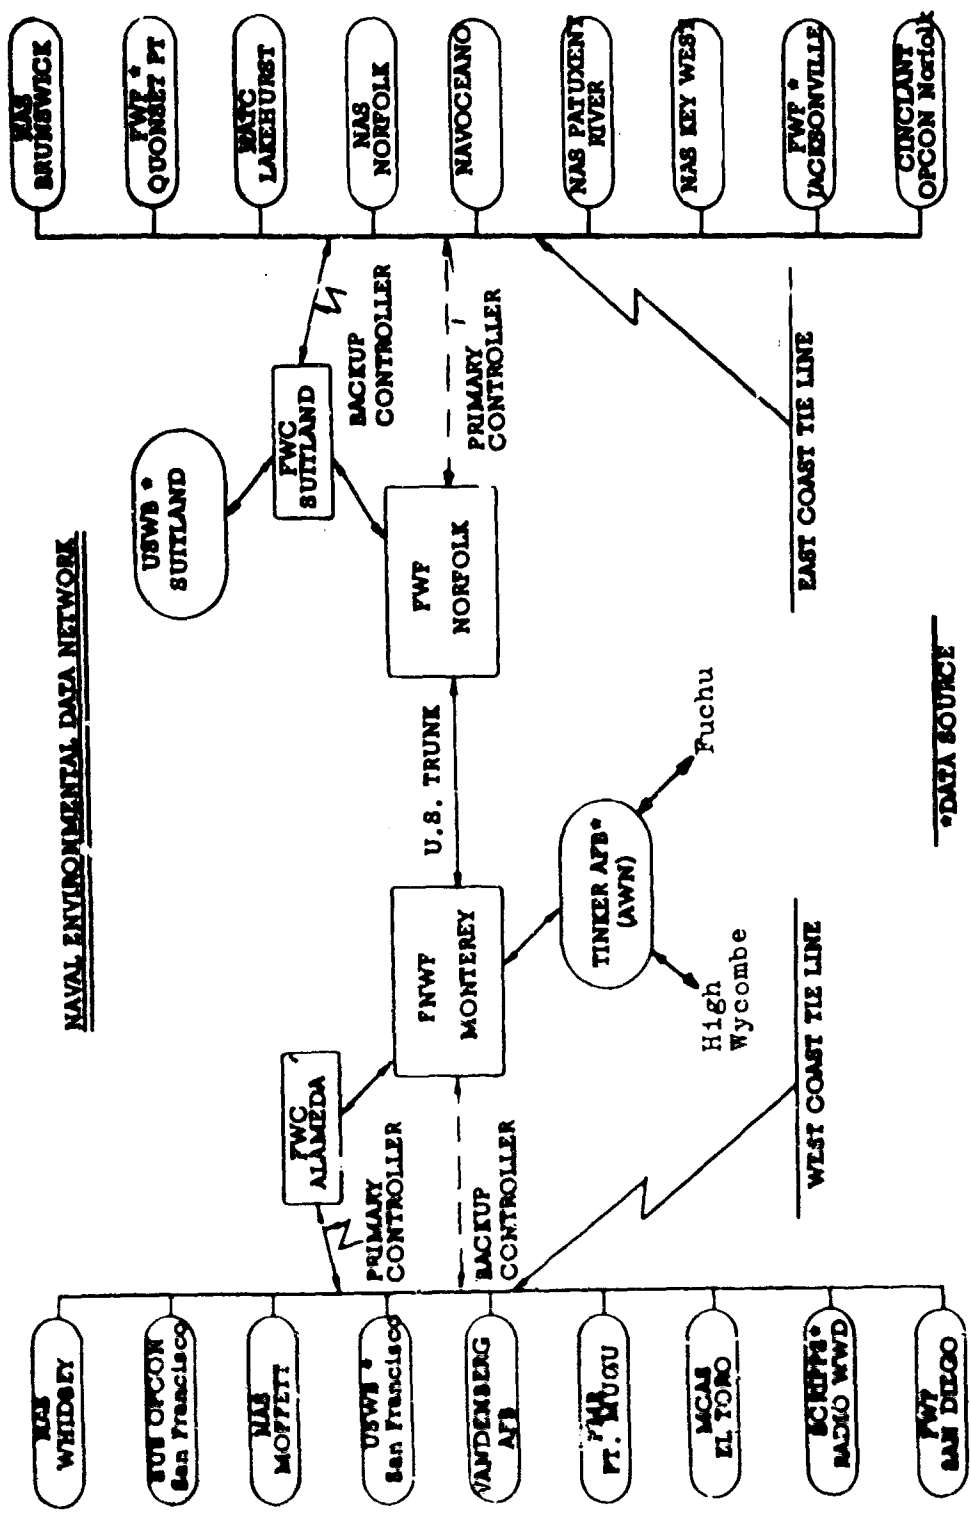 NAVAL ENVIRONMENTAL DATA NETWORK
NAS
WHIDBEY
SUB OPCON
San Francisco
NAS
MOFFETT
USWB *
San Francisco
VANDENBERG
AFB
PMR
PT. MUGU
MCAS
EL TORO
SCRIPPS*
RADIO WWD
FWF
SAN DIEGO
FWC
ALAMEDA
PRIMARY
CONTROLLER
BACKUP
CONTROLLER
WEST COAST TIE LINE
FNWF
MONTEREY
U.S. TRUNK
TINKER AFB*
(AWN)
High
Wycombe
Fuchu
USWB *
SUITLAND
FWC
SUITLAND
FWF
NORFOLK
BACKUP
CONTROLLER
PRIMARY
CONTROLLER
EAST COAST TIE LINE
NAS
BRUNSWICK
FWF *
QUONSET PT
NATC
LAKEHURST
NAS
NORFOLK
NAVOCEANO
NAS PATUXENT
RIVER
NAS KEY WEST
FWF *
JACKSONVILLE
CINCLANT
OPCON Norfolk
*DATA SOURCE